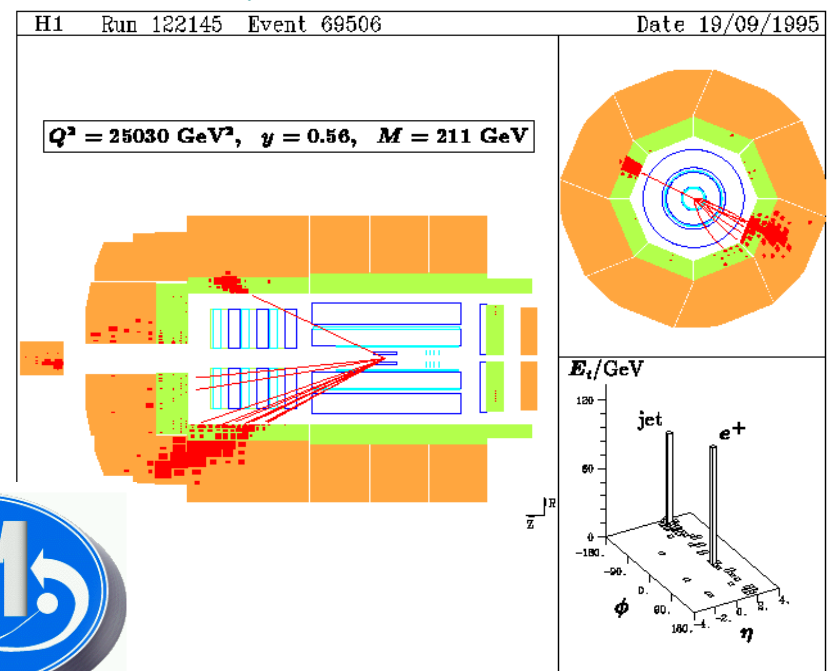 H1 Run 122145 Event 69506 Date 19/09/1995
Q² = 25030 GeV², y = 0.56, M = 211 GeV
R
Z
E_t/GeV
120
jet
e⁺
60
0
-180.
-90.
0.
90.
180.
ϕ
-4.
-2.
0.
2.
4.
η